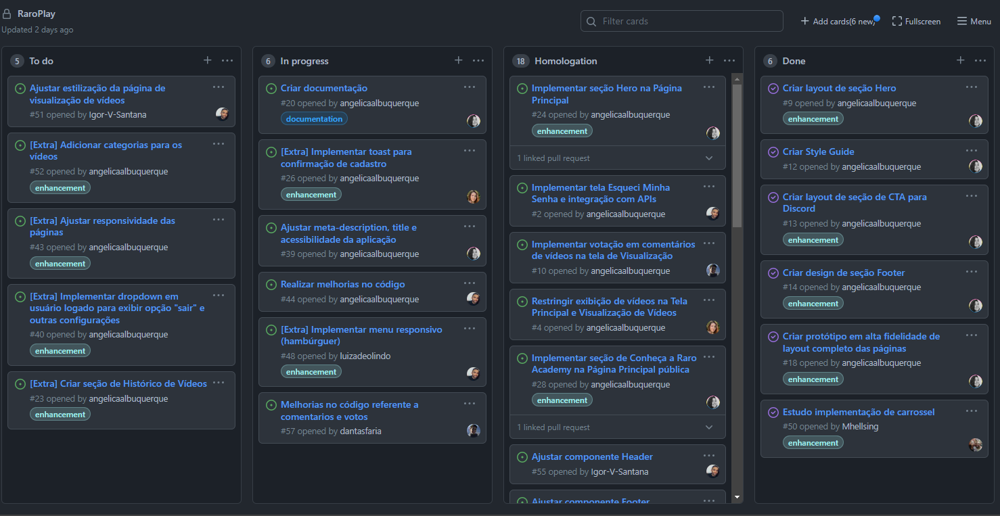 RaroPlay
Updated 2 days ago
Filter cards
Add cards(6 new)
Fullscreen
Menu
5 To do
Ajustar estilização da página de
visualização de vídeos
#51 opened by Igor-V-Santana
[Extra] Adicionar categorias para os
vídeos
#52 opened by angelicaalbuquerque
enhancement
[Extra] Ajustar responsividade das
páginas
#43 opened by angelicaalbuquerque
enhancement
[Extra] Implementar dropdown em
usuário logado para exibir opção "sair" e
outras configurações
#40 opened by angelicaalbuquerque
enhancement
[Extra] Criar seção de Histórico de Vídeos
#23 opened by angelicaalbuquerque
enhancement
6 In progress
Criar documentação
#20 opened by angelicaalbuquerque
documentation
[Extra] Implementar toast para
confirmação de cadastro
#26 opened by angelicaalbuquerque
enhancement
Ajustar meta-description, title e
acessibilidade da aplicação
#39 opened by angelicaalbuquerque
Realizar melhorias no código
#44 opened by angelicaalbuquerque
[Extra] Implementar menu responsivo
(hambúrguer)
#48 opened by luizadeolindo
enhancement
Melhorias no código referente a
comentarios e votos
#57 opened by dantasfaria
18 Homologation
Implementar seção Hero na Página
Principal
#24 opened by angelicaalbuquerque
enhancement
1 linked pull request
Implementar tela Esqueci Minha
Senha e integração com APIs
#2 opened by angelicaalbuquerque
Implementar votação em comentários
de vídeos na tela de Visualização
#10 opened by angelicaalbuquerque
Restringir exibição de vídeos na Tela
Principal e Visualização de Vídeos
#4 opened by angelicaalbuquerque
Implementar seção de Conheça a Raro
Academy na Página Principal pública
#28 opened by angelicaalbuquerque
enhancement
1 linked pull request
Ajustar componente Header
#55 opened by Igor-V-Santana
Ajustar componente Footer
6 Done
Criar layout de seção Hero
#9 opened by angelicaalbuquerque
enhancement
Criar Style Guide
#12 opened by angelicaalbuquerque
Criar layout de seção de CTA para
Discord
#13 opened by angelicaalbuquerque
enhancement
Criar design de seção Footer
#14 opened by angelicaalbuquerque
enhancement
Criar protótipo em alta fidelidade de
layout completo das páginas
#18 opened by angelicaalbuquerque
enhancement
Estudo implementação de carrossel
#50 opened by Mhellsing
enhancement